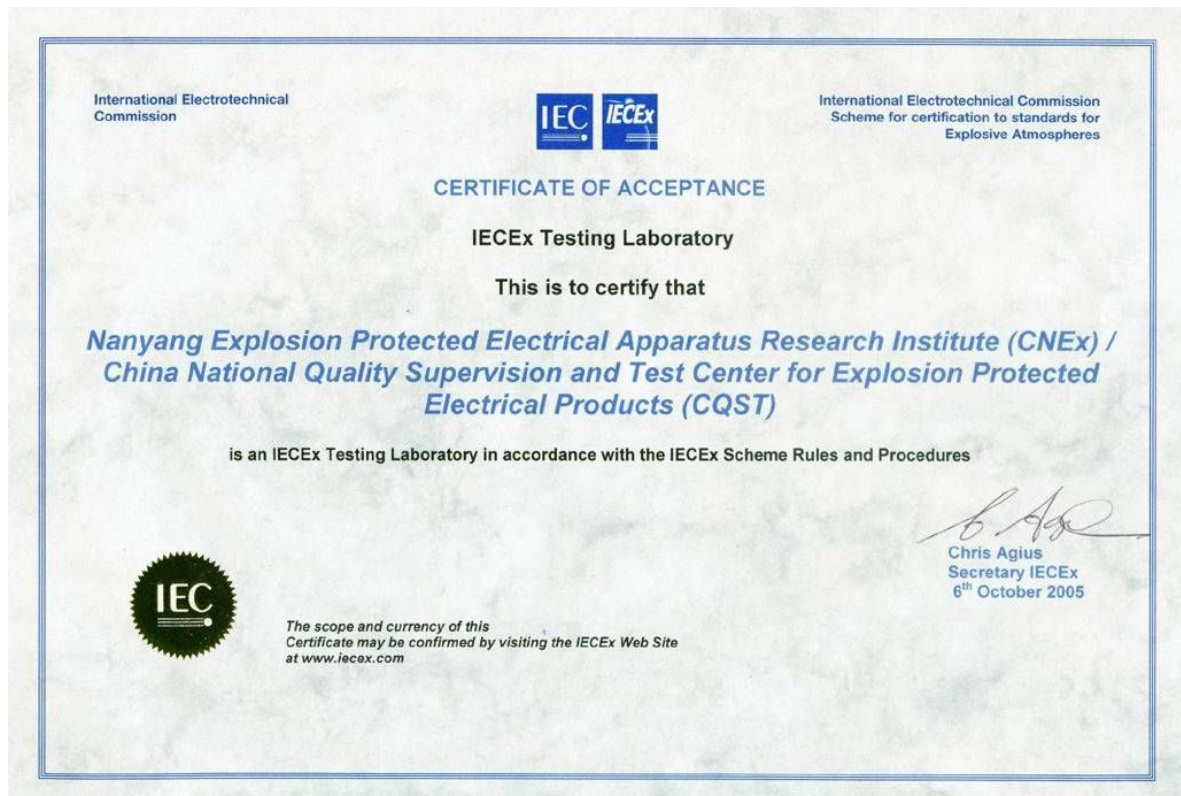 International Electrotechnical
Commission
IEC
IECEx
International Electrotechnical Commission
Scheme for certification to standards for
Explosive Atmospheres
CERTIFICATE OF ACCEPTANCE
IECEx Testing Laboratory
This is to certify that
Nanyang Explosion Protected Electrical Apparatus Research Institute (CNEx) /
China National Quality Supervision and Test Center for Explosion Protected
Electrical Products (CQST)
is an IECEx Testing Laboratory in accordance with the IECEx Scheme Rules and Procedures
Chris Agius
Secretary IECEx
6th October 2005
IEC
The scope and currency of this
Certificate may be confirmed by visiting the IECEx Web Site
at www.iecex.com